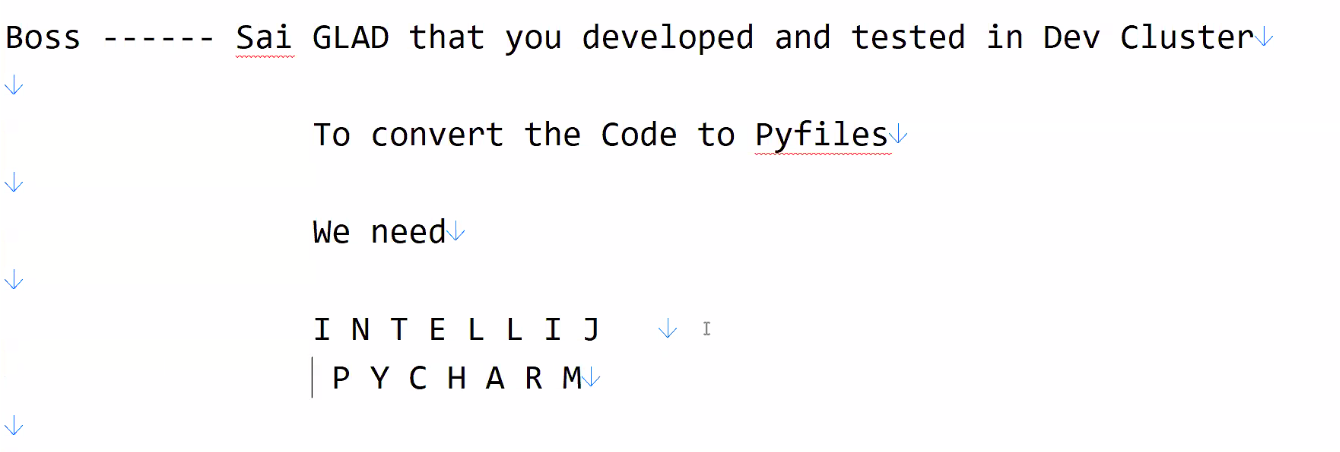 Boss ------ Sai GLAD that you developed and tested in Dev Cluster
To convert the Code to Pyfiles
We need
I N T E L L I J
P Y C H A R M